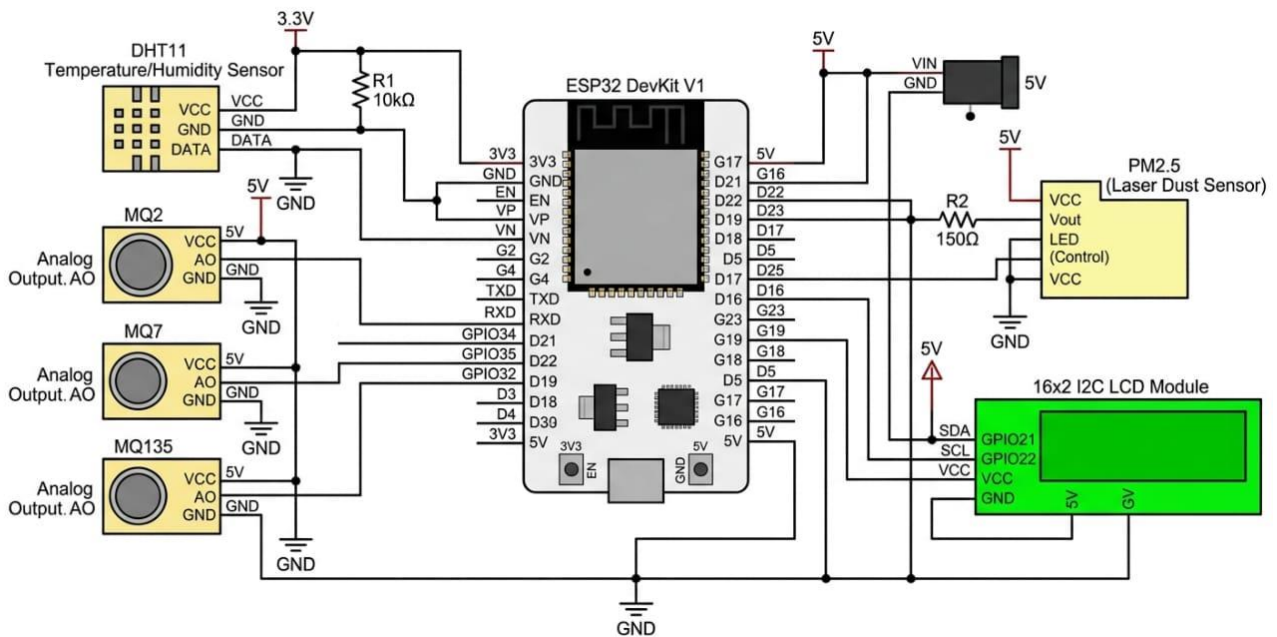 3.3V
DHT11
Temperature/Humidity Sensor
VCC
GND
DATA
VCC
GND
DATA
R1
10kΩ
GND
5V
MQ2
Analog
Output. AO
VCC
AO
GND
5V
GND
GND
MQ7
Analog
Output. AO
VCC
AO
GND
5V
GND
GND
MQ135
Analog
Output. AO
VCC
AO
GND
5V
GND
GND
ESP32 DevKit V1
3V3
GND
EN
VP
VN
G2
G4
TXD
RXD
GPIO34
GPIO35
GPIO32
D3
D4
3V3
3V3
GND
EN
VP
VN
G2
G4
TXD
RXD
D21
D22
D19
D18
D39
5V
G17
D21
D22
D19
D18
D5
D17
D16
G23
G19
G18
D5
G17
G16
5V
5V
G16
D22
D23
D17
D5
D25
D16
G23
G19
G18
D5
G17
G16
5V
3V3
EN
GND
5V
GND
5V
VIN
GND
5V
5V
PM2.5
(Laser Dust Sensor)
VCC
Vout
LED
(Control)
VCC
R2
150Ω
GND
5V
16x2 I2C LCD Module
SDA
SCL
VCC
GND
GPIO21
GPIO22
VCC
GND
5V
GV